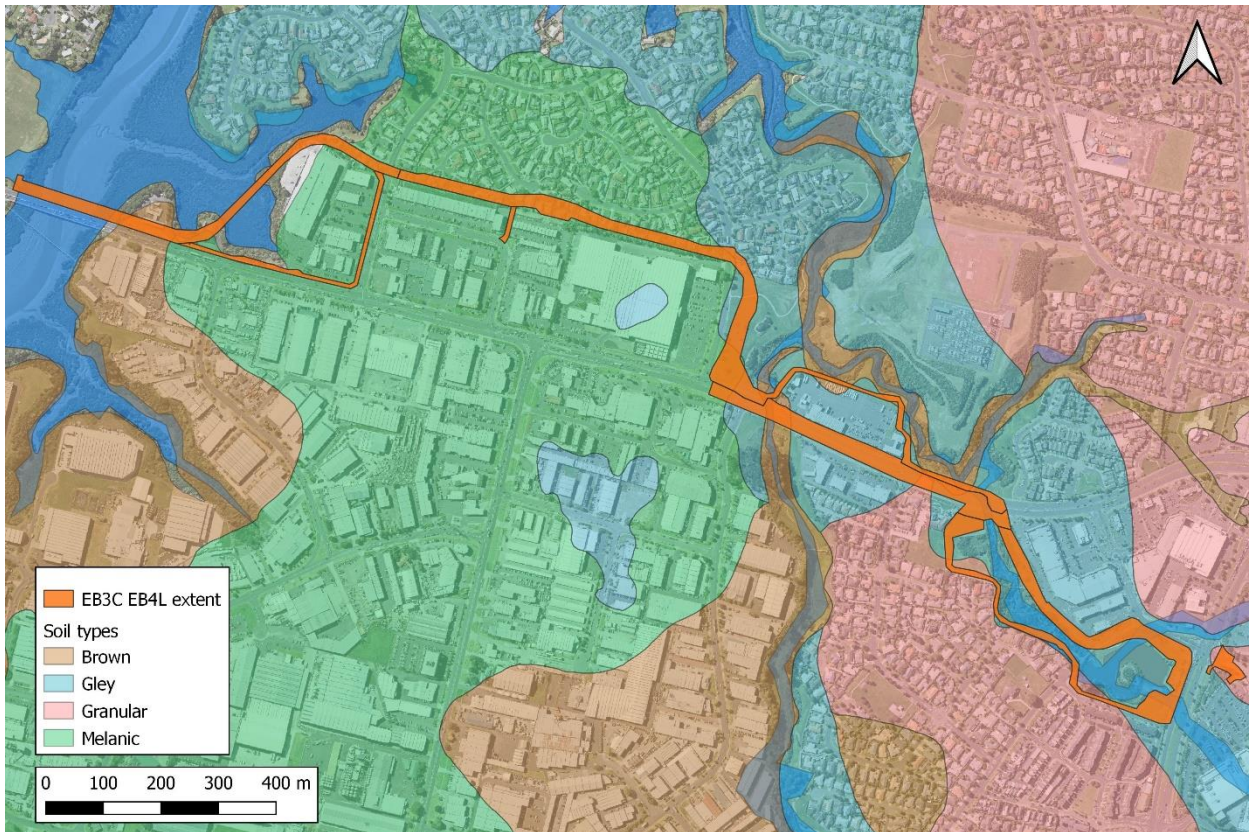 EB3C EB4L extent
Soil types
Brown
Gley
Granular
Melanic
0 100 200 300 400 m